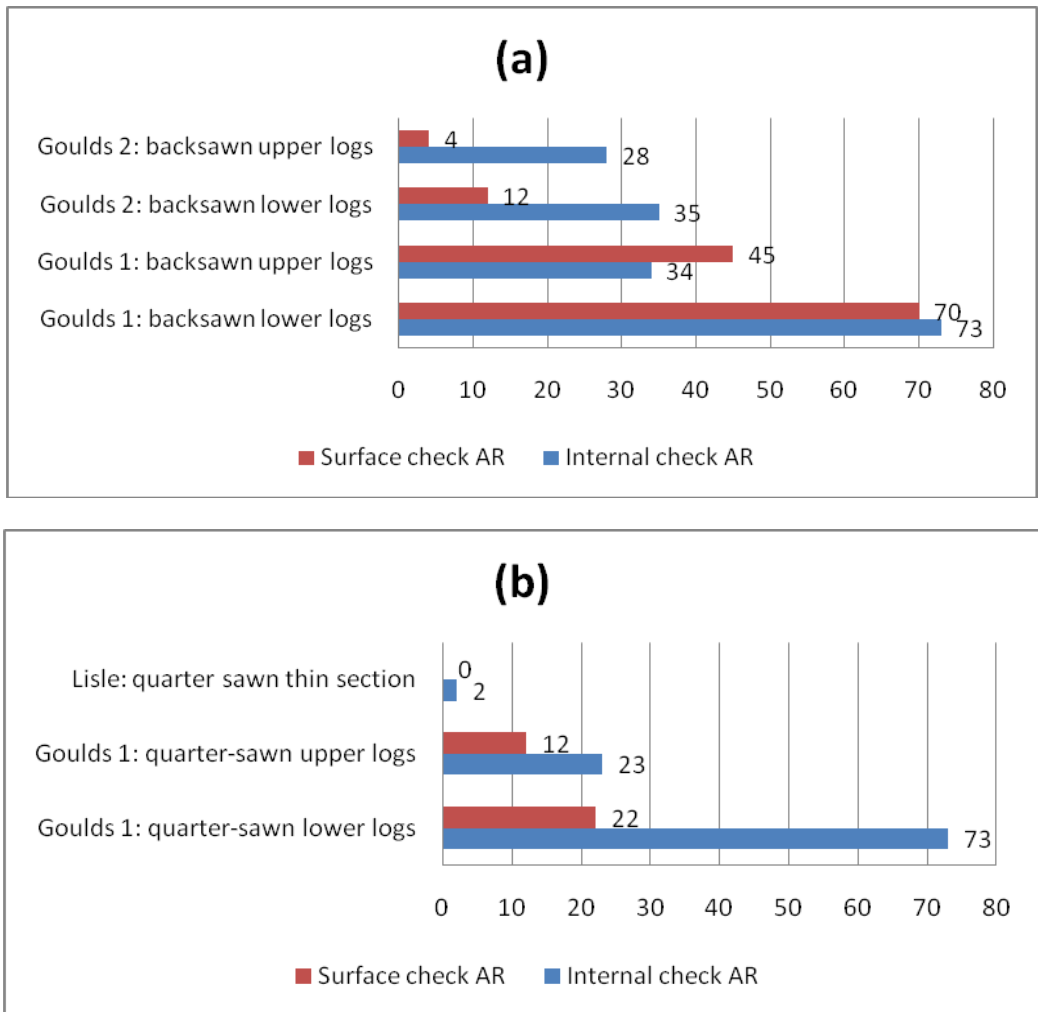 (a)
Goulds 2: backsawn upper logs
4
28
Goulds 2: backsawn lower logs
12
35
Goulds 1: backsawn upper logs
45
34
Goulds 1: backsawn lower logs
70
73
0 10 20 30 40 50 60 70 80
Surface check AR Internal check AR
(b)
Lisle: quarter sawn thin section
0
2
Goulds 1: quarter-sawn upper logs
12
23
Goulds 1: quarter-sawn lower logs
22
73
0 10 20 30 40 50 60 70 80
Surface check AR Internal check AR